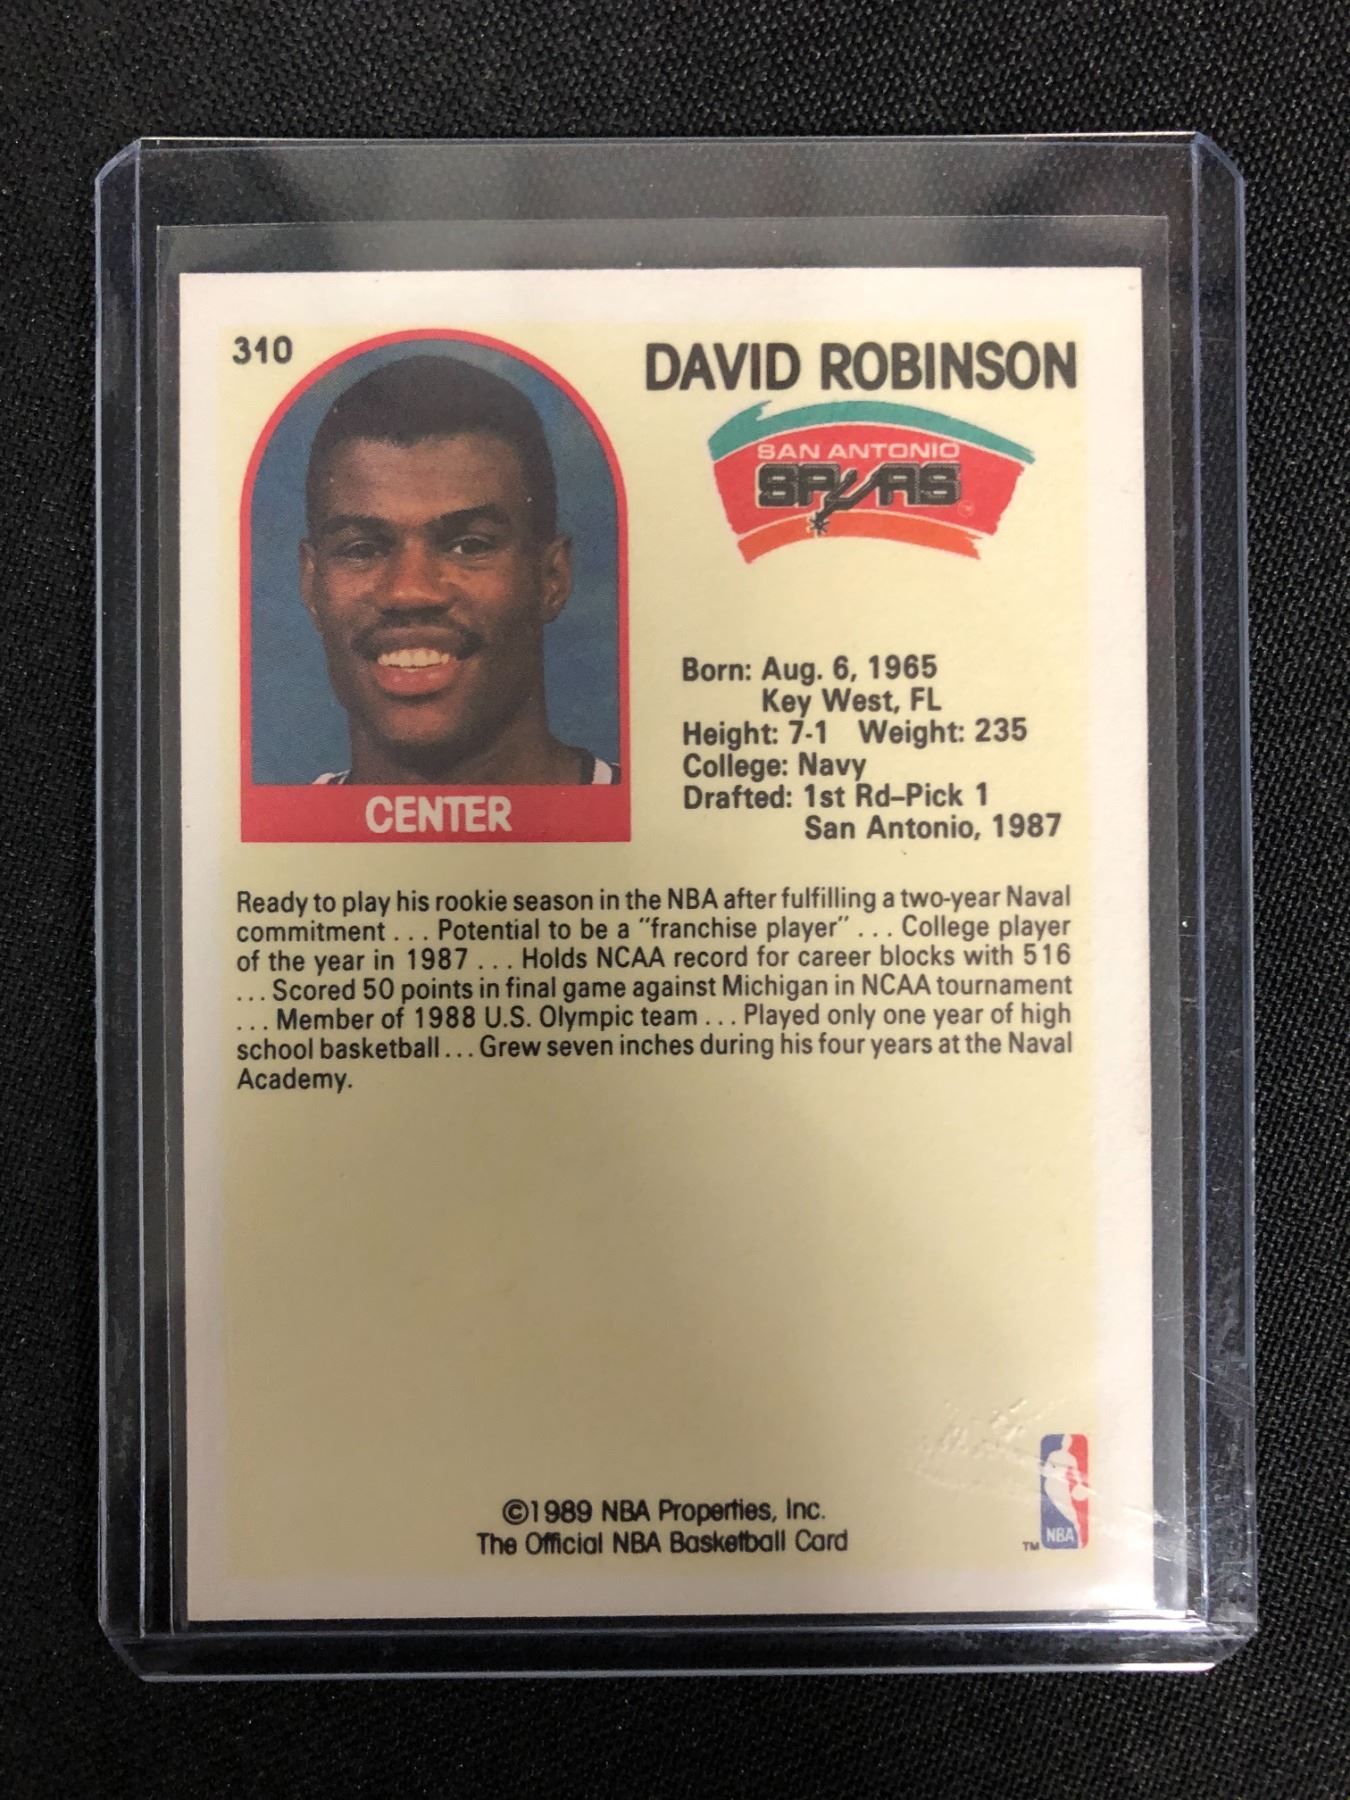 310
DAVID ROBINSON
SAN ANTONIO
SPURS
TM
Born: Aug. 6, 1965
Key West, FL
Height: 7-1 Weight: 235
College: Navy
Drafted: 1st Rd–Pick 1
San Antonio, 1987
CENTER
Ready to play his rookie season in the NBA after fulfilling a two-year Naval
commitment . . . Potential to be a "franchise player" . . . College player
of the year in 1987 . . . Holds NCAA record for career blocks with 516
. . . Scored 50 points in final game against Michigan in NCAA tournament
. . . Member of 1988 U.S. Olympic team . . . Played only one year of high
school basketball . . . Grew seven inches during his four years at the Naval
Academy.
©1989 NBA Properties, Inc.
The Official NBA Basketball Card
TM
NBA